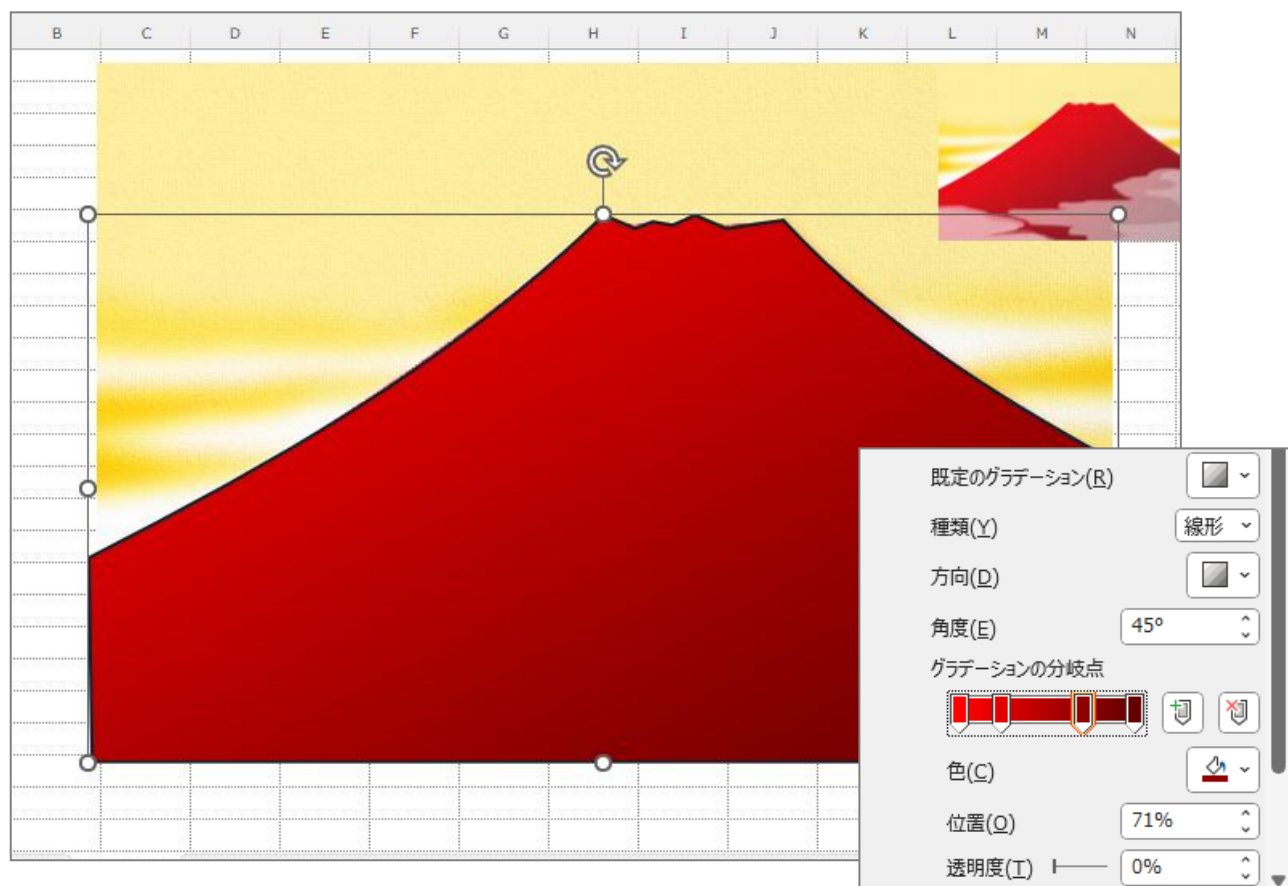 B C D E F G H I J K L M N
既定のグラデーション(R)
種類(Y) 線形
方向(D)
角度(E) 45°
グラデーションの分岐点
色(C)
位置(O) 71%
透明度(T) 0%